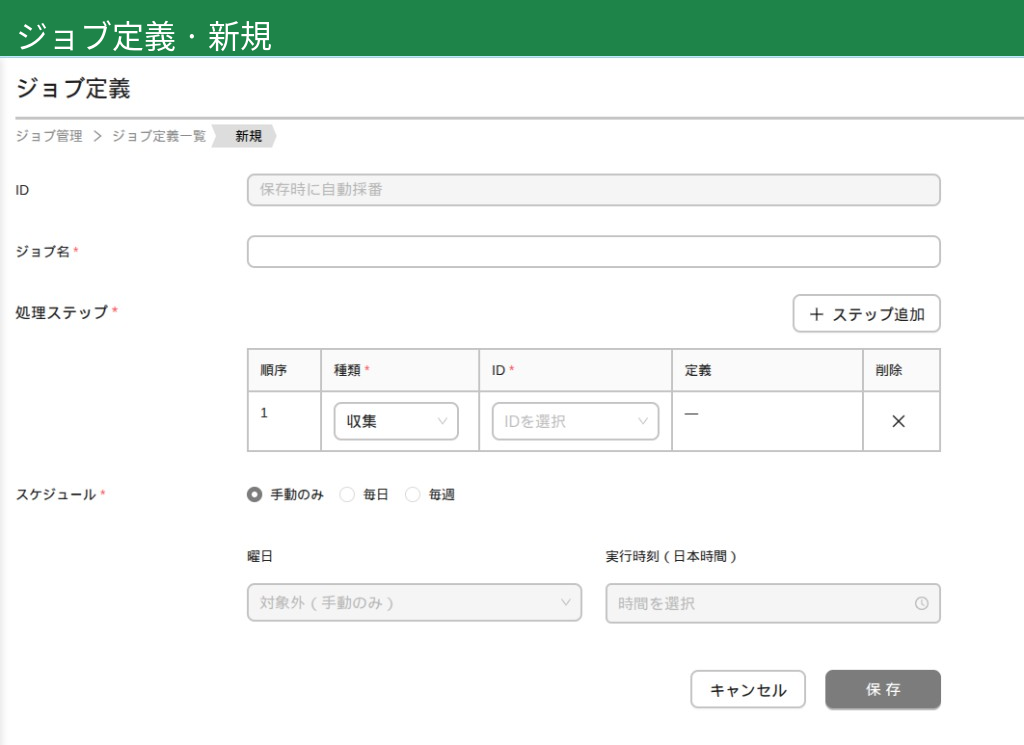 ジョブ定義・新規
ジョブ定義
ジョブ管理 > ジョブ定義一覧 新規
ID 保存時に自動採番
ジョブ名 *
処理ステップ * + ステップ追加
順序 種類 * ID * 定義 削除
1 収集 IDを選択 — ×
スケジュール * 手動のみ 毎日 毎週
曜日 実行時刻 ( 日本時間 )
対象外 ( 手動のみ ) 時間を選択
キャンセル 保存